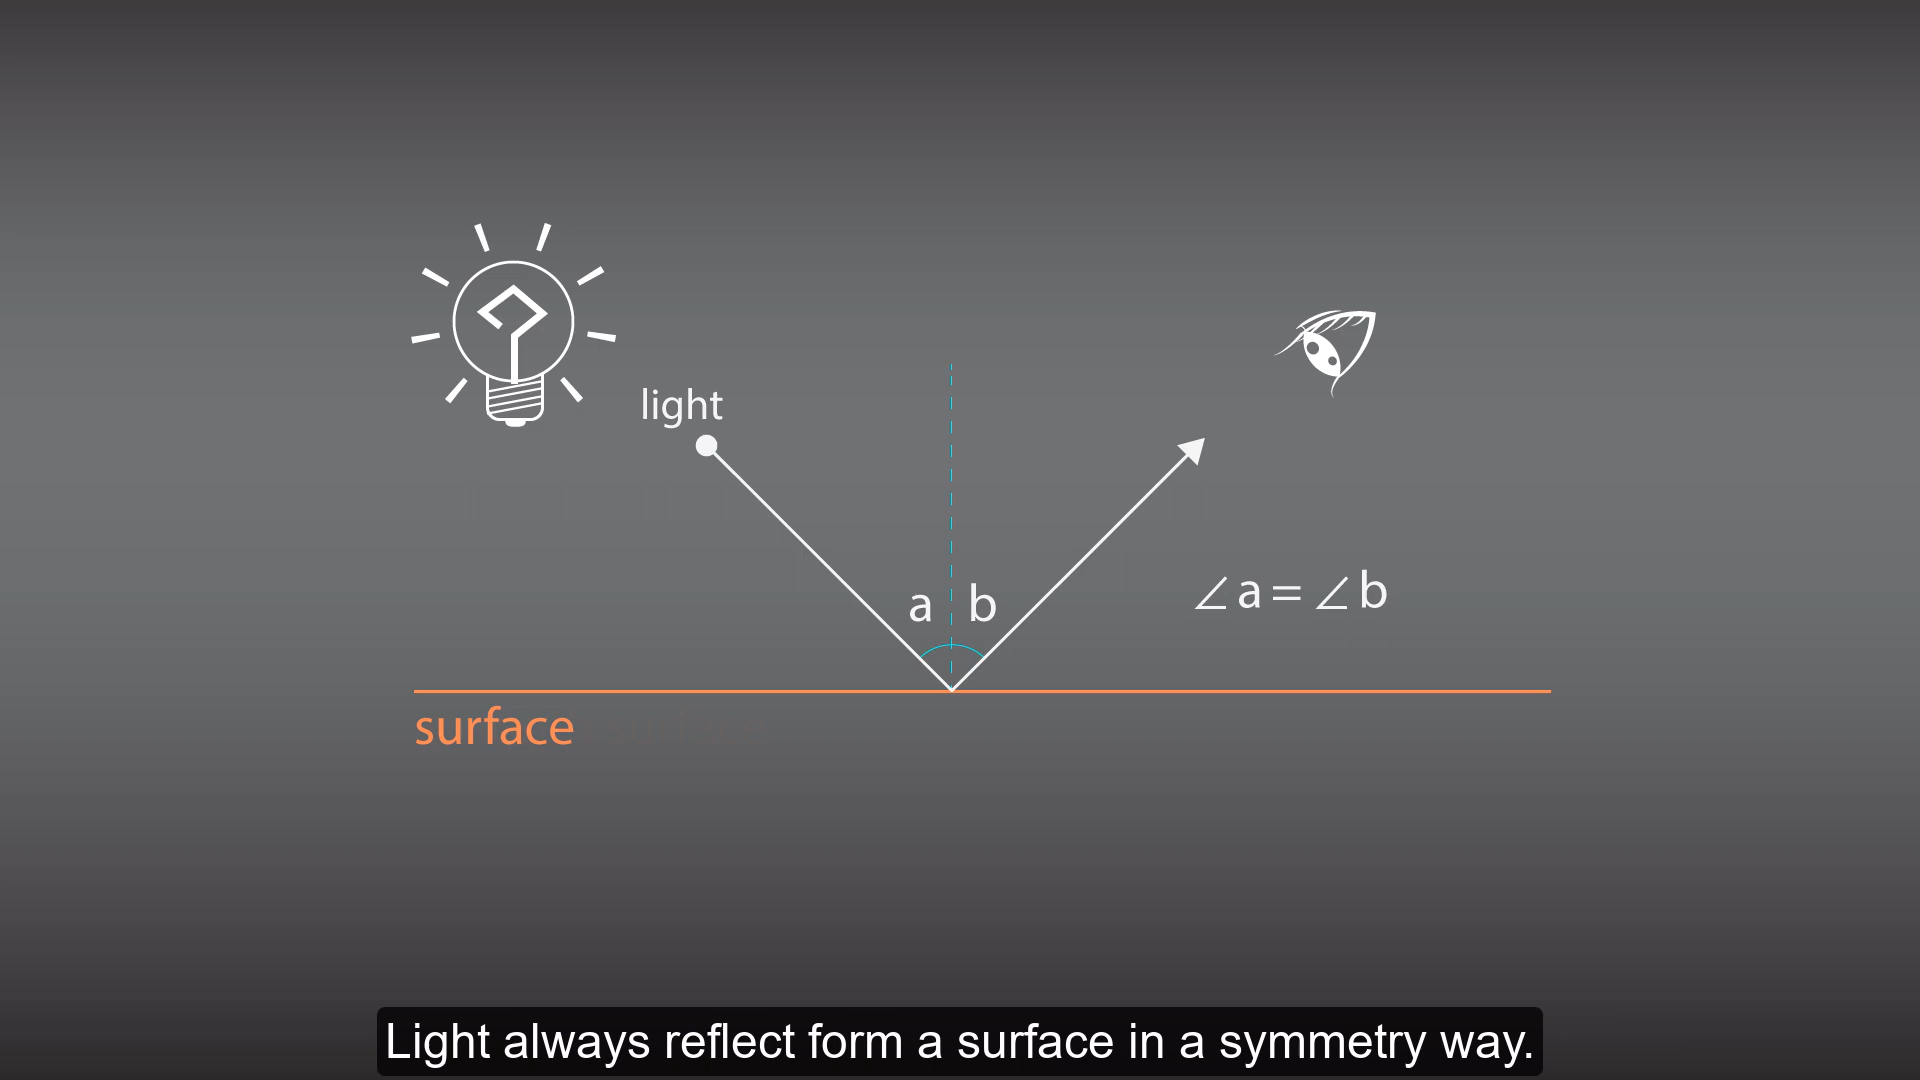 light
a b
∠a = ∠b
surface
Light always reflect form a surface in a symmetry way.